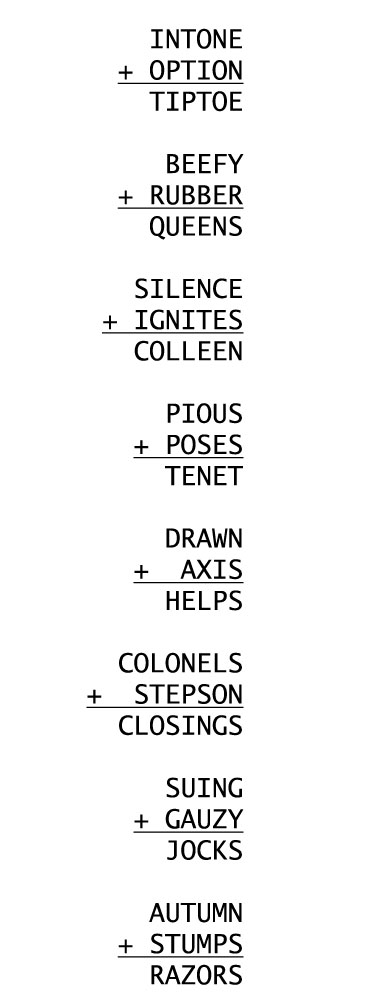 INTONE
+ OPTION
TIPTOE
BEEFY
+ RUBBER
QUEENS
SILENCE
+ IGNITES
COLLEEN
PIOUS
+ POSES
TENET
DRAWN
+ AXIS
HELPS
COLONELS
+ STEPSON
CLOSINGS
SUING
+ GAUZY
JOCKS
AUTUMN
+ STUMPS
RAZORS